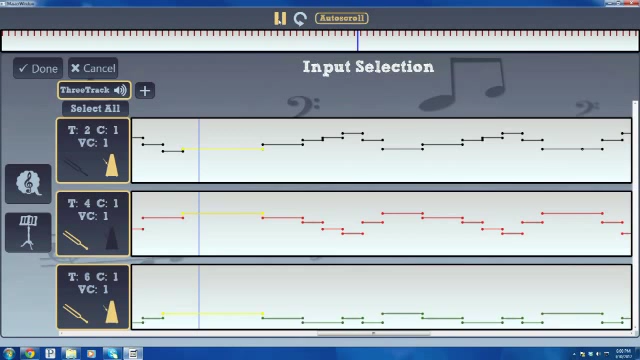 Autoscroll
Done
Cancel
Input Selection
ThreeTrack
Select All
T: 2 C: 1
VC: 1
T: 4 C: 1
VC: 1
T: 6 C: 1
VC: 1